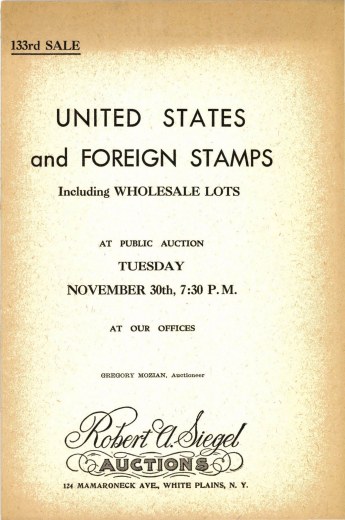 133rd SALE
UNITED STATES
and FOREIGN STAMPS
Including WHOLESALE LOTS
AT PUBLIC AUCTION
TUESDAY
NOVEMBER 30th, 7:30 P. M.
AT OUR OFFICES
GREGORY MOZIAN, Auctioneer
Robert A. Siegel
AUCTIONS
124 MAMARONECK AVE., WHITE PLAINS, N. Y.